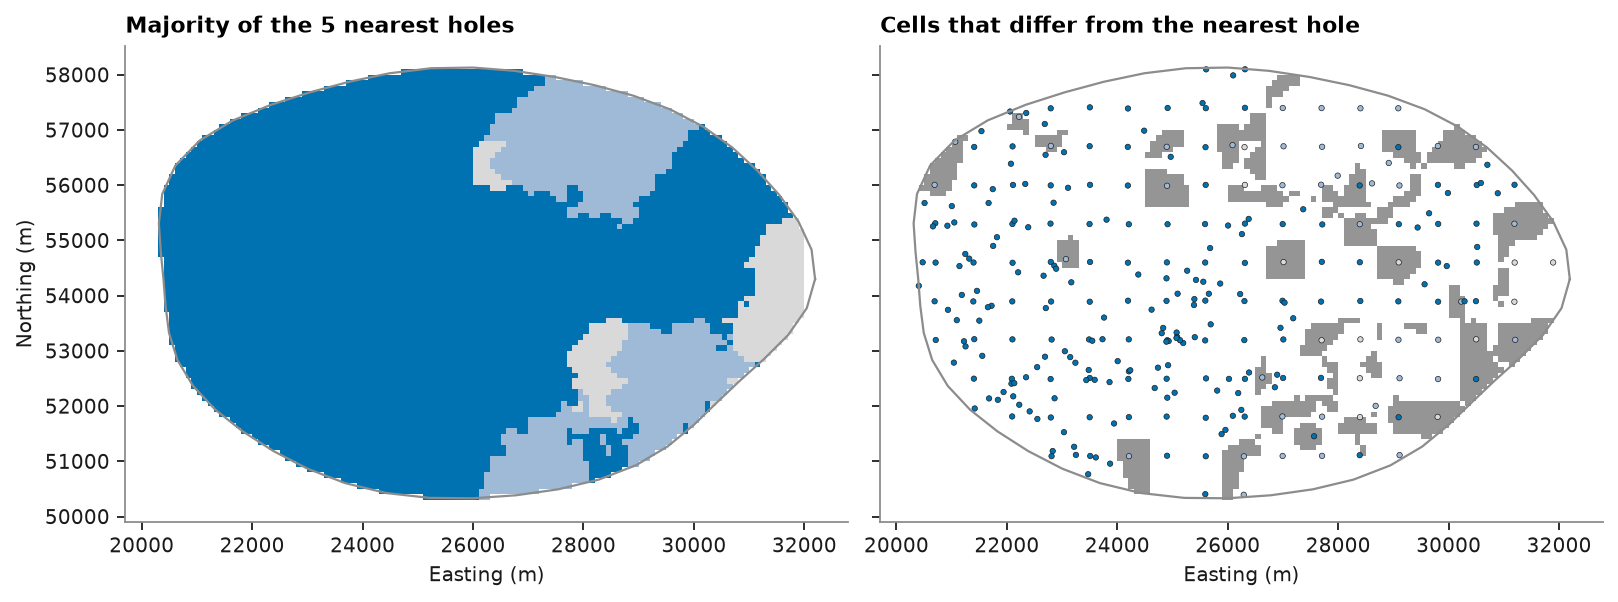 Majority of the 5 nearest holes
Cells that differ from the nearest hole
58000
57000
56000
55000
54000
53000
52000
51000
50000
Northing (m)
20000 22000 24000 26000 28000 30000 32000
20000 22000 24000 26000 28000 30000 32000
Easting (m)
Easting (m)